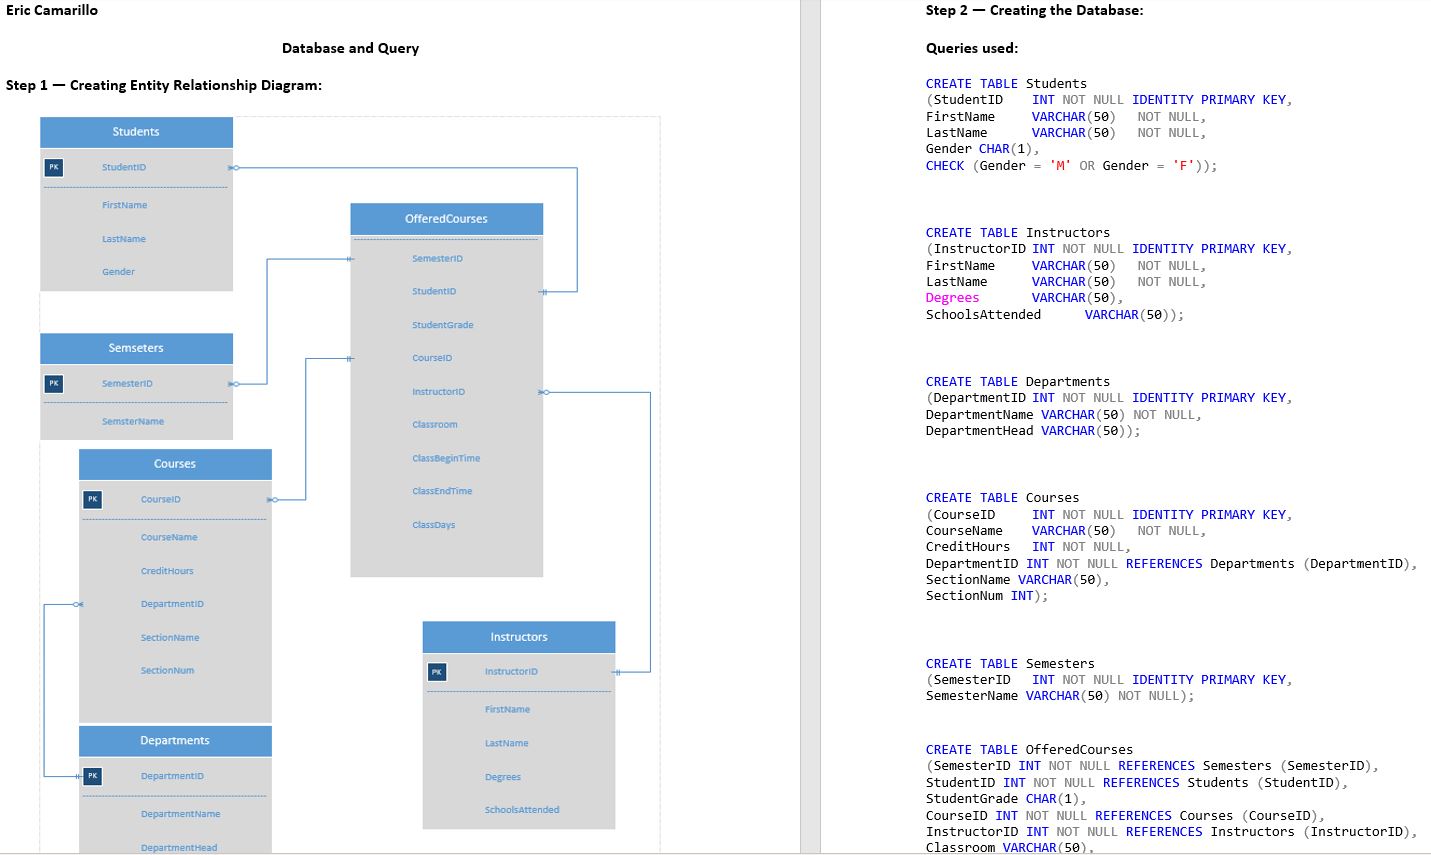 Eric Camarillo
Database and Query
Step 1 — Creating Entity Relationship Diagram:
Students
PK StudentID
FirstName
LastName
Gender
Semseters
PK SemesterID
SemsterName
Courses
PK CourseID
CourseName
CreditHours
DepartmentID
SectionName
SectionNum
Departments
PK DepartmentID
DepartmentName
DepartmentHead
OfferedCourses
SemesterID
StudentID
StudentGrade
CourseID
InstructorID
Classroom
ClassBeginTime
ClassEndTime
ClassDays
Instructors
PK InstructorID
FirstName
LastName
Degrees
SchoolsAttended
Step 2 — Creating the Database:
Queries used:
CREATE TABLE Students
(StudentID INT NOT NULL IDENTITY PRIMARY KEY,
FirstName VARCHAR(50) NOT NULL,
LastName VARCHAR(50) NOT NULL,
Gender CHAR(1),
CHECK (Gender = 'M' OR Gender = 'F'));
CREATE TABLE Instructors
(InstructorID INT NOT NULL IDENTITY PRIMARY KEY,
FirstName VARCHAR(50) NOT NULL,
LastName VARCHAR(50) NOT NULL,
Degrees VARCHAR(50),
SchoolsAttended VARCHAR(50));
CREATE TABLE Departments
(DepartmentID INT NOT NULL IDENTITY PRIMARY KEY,
DepartmentName VARCHAR(50) NOT NULL,
DepartmentHead VARCHAR(50));
CREATE TABLE Courses
(CourseID INT NOT NULL IDENTITY PRIMARY KEY,
CourseName VARCHAR(50) NOT NULL,
CreditHours INT NOT NULL,
DepartmentID INT NOT NULL REFERENCES Departments (DepartmentID),
SectionName VARCHAR(50),
SectionNum INT);
CREATE TABLE Semesters
(SemesterID INT NOT NULL IDENTITY PRIMARY KEY,
SemesterName VARCHAR(50) NOT NULL);
CREATE TABLE OfferedCourses
(SemesterID INT NOT NULL REFERENCES Semesters (SemesterID),
StudentID INT NOT NULL REFERENCES Students (StudentID),
StudentGrade CHAR(1),
CourseID INT NOT NULL REFERENCES Courses (CourseID),
InstructorID INT NOT NULL REFERENCES Instructors (InstructorID),
Classroom VARCHAR(50),